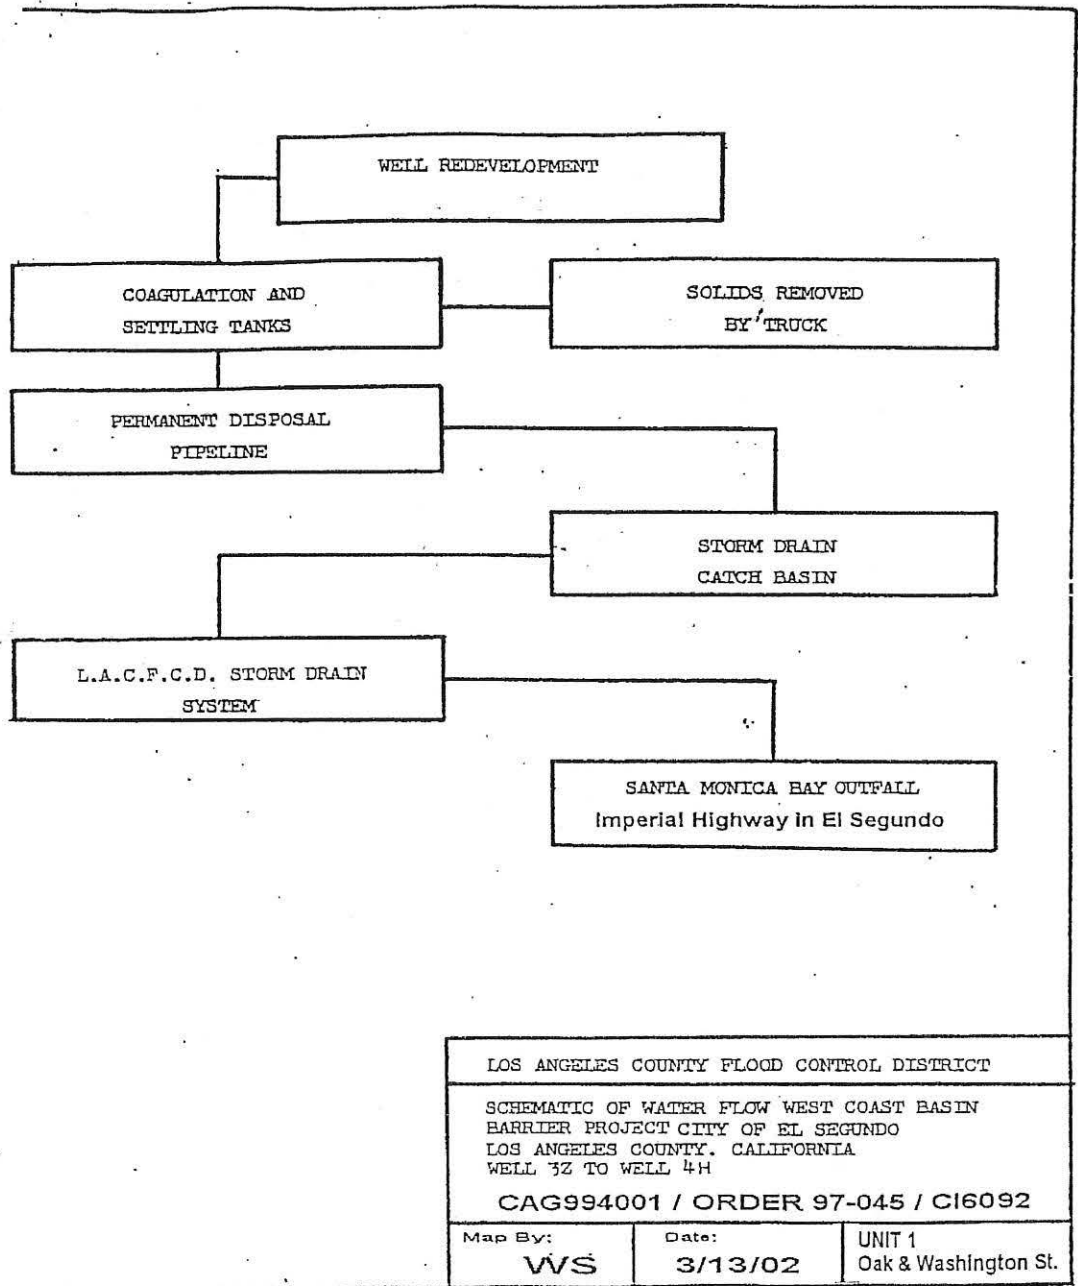 WELL REDEVELOPMENT
COAGULATION AND
SETTLING TANKS
SOLIDS REMOVED
BY TRUCK
PERMANENT DISPOSAL
PIPELINE
STORM DRAIN
CATCH BASIN
L.A.C.F.C.D. STORM DRAIN
SYSTEM
SANTA MONICA BAY OUTFALL
Imperial Highway in El Segundo
LOS ANGELES COUNTY FLOOD CONTROL DISTRICT
SCHEMATIC OF WATER FLOW WEST COAST BASIN
BARRIER PROJECT CITY OF EL SEGUNDO
LOS ANGELES COUNTY. CALIFORNIA
WELL 3Z TO WELL 4H
CAG994001 / ORDER 97-045 / CI6092
Map By:
WS
Date:
3/13/02
UNIT 1
Oak & Washington St.